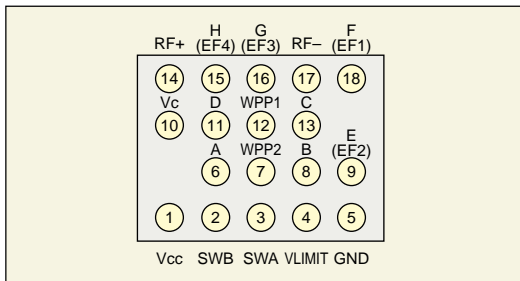 H G F
RF+ (EF4) (EF3) RF– (EF1)
14 15 16 17 18
Vc D WPP1 C
10 11 12 13
E
A WPP2 B (EF2)
6 7 8 9
1 2 3 4 5
Vcc SWB SWA VLIMIT GND